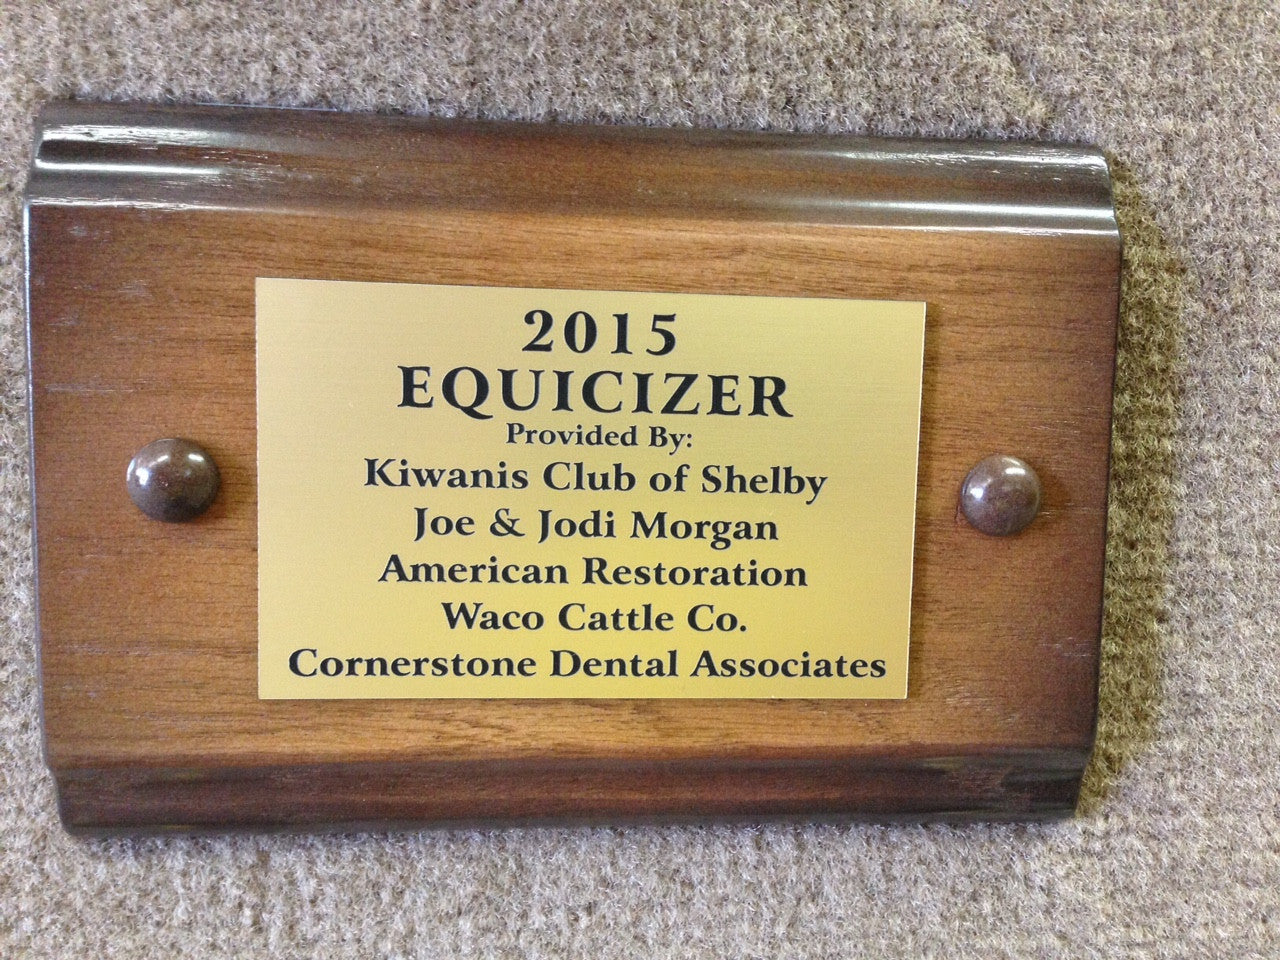 2015
EQUICIZER
Provided By:
Kiwanis Club of Shelby
Joe & Jodi Morgan
American Restoration
Waco Cattle Co.
Cornerstone Dental Associates